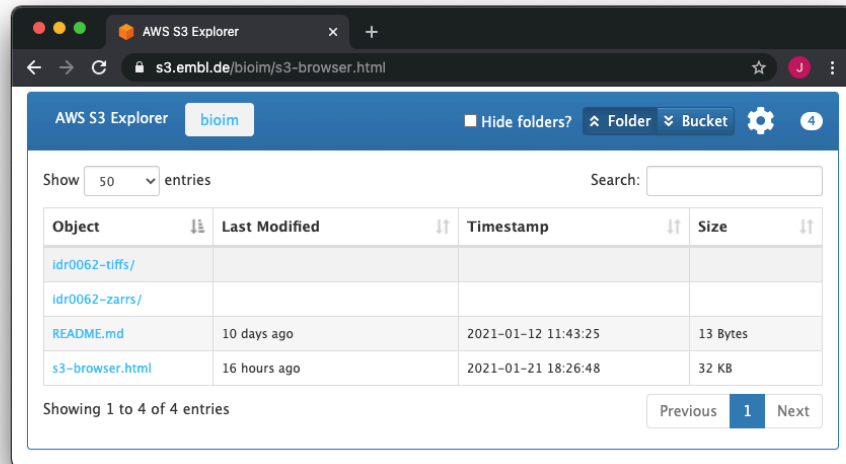 AWS S3 Explorer
s3.embl.de/bioim/s3-browser.html
J
AWS S3 Explorer bioim Hide folders? Folder Bucket 4
Show 50 entries Search:
Object Last Modified Timestamp Size
idr0062-tiffs/
idr0062-zarrs/
README.md 10 days ago 2021-01-12 11:43:25 13 Bytes
s3-browser.html 16 hours ago 2021-01-21 18:26:48 32 KB
Showing 1 to 4 of 4 entries Previous 1 Next